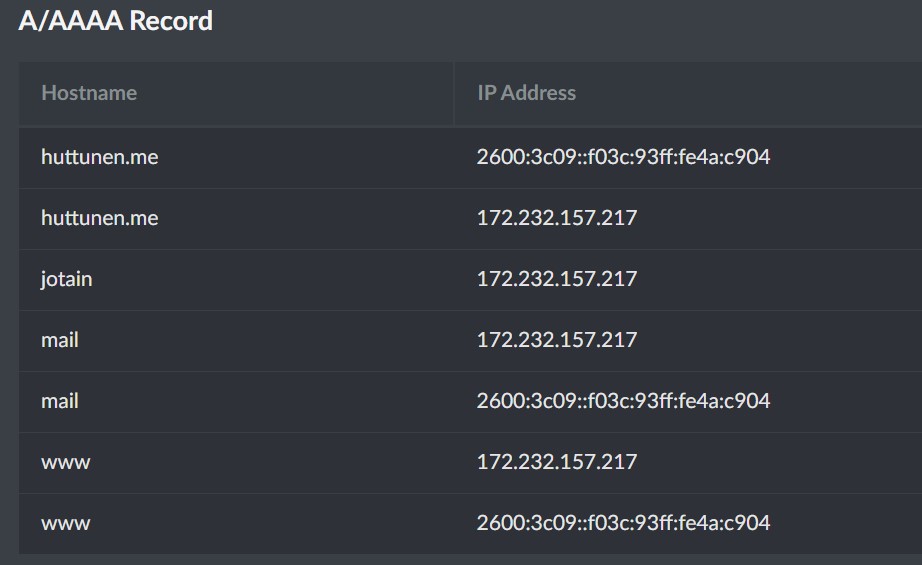 A/AAAA Record
Hostname IP Address
huttunen.me 2600:3c09::f03c:93ff:fe4a:c904
huttunen.me 172.232.157.217
jotain 172.232.157.217
mail 172.232.157.217
mail 2600:3c09::f03c:93ff:fe4a:c904
www 172.232.157.217
www 2600:3c09::f03c:93ff:fe4a:c904